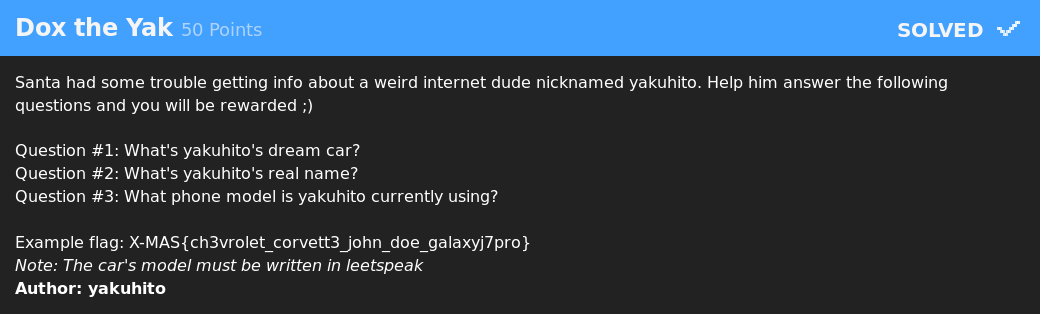 Dox the Yak 50 Points SOLVED
Santa had some trouble getting info about a weird internet dude nicknamed yakuhito. Help him answer the following
questions and you will be rewarded ;)
Question #1: What's yakuhito's dream car?
Question #2: What's yakuhito's real name?
Question #3: What phone model is yakuhito currently using?
Example flag: X-MAS{ch3vrolet_corvett3_john_doe_galaxyj7pro}
Note: The car's model must be written in leetspeak
Author: yakuhito